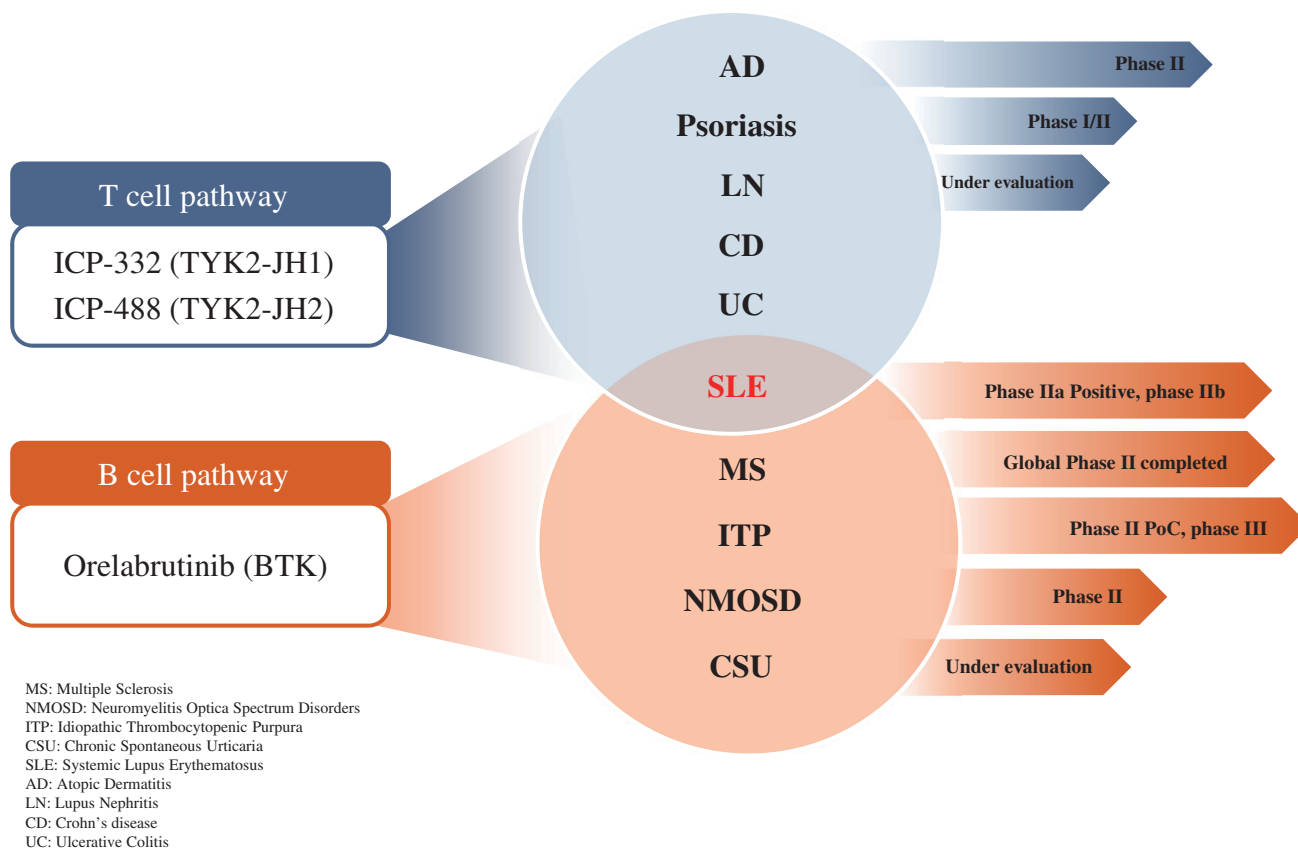 T cell pathway
ICP-332 (TYK2-JH1)
ICP-488 (TYK2-JH2)
B cell pathway
Orelabrutinib (BTK)
AD
Psoriasis
LN
CD
UC
SLE
MS
ITP
NMOSD
CSU
Phase II
Phase I/II
Under evaluation
Phase IIa Positive, phase IIb
Global Phase II completed
Phase II PoC, phase III
Phase II
Under evaluation
MS: Multiple Sclerosis
NMOSD: Neuromyelitis Optica Spectrum Disorders
ITP: Idiopathic Thrombocytopenic Purpura
CSU: Chronic Spontaneous Urticaria
SLE: Systemic Lupus Erythematosus
AD: Atopic Dermatitis
LN: Lupus Nephritis
CD: Crohn’s disease
UC: Ulcerative Colitis